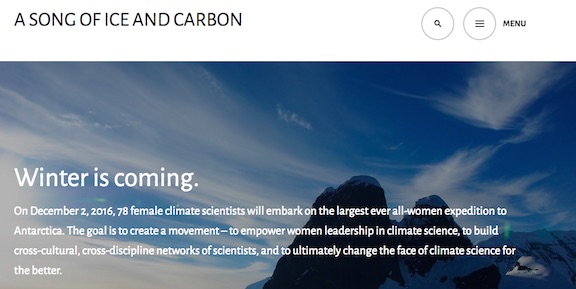 A SONG OF ICE AND CARBON
MENU
Winter is coming.
On December 2, 2016, 78 female climate scientists will embark on the largest ever all-women expedition to
Antarctica. The goal is to create a movement – to empower women leadership in climate science, to build
cross-cultural, cross-discipline networks of scientists, and to ultimately change the face of climate science for
the better.